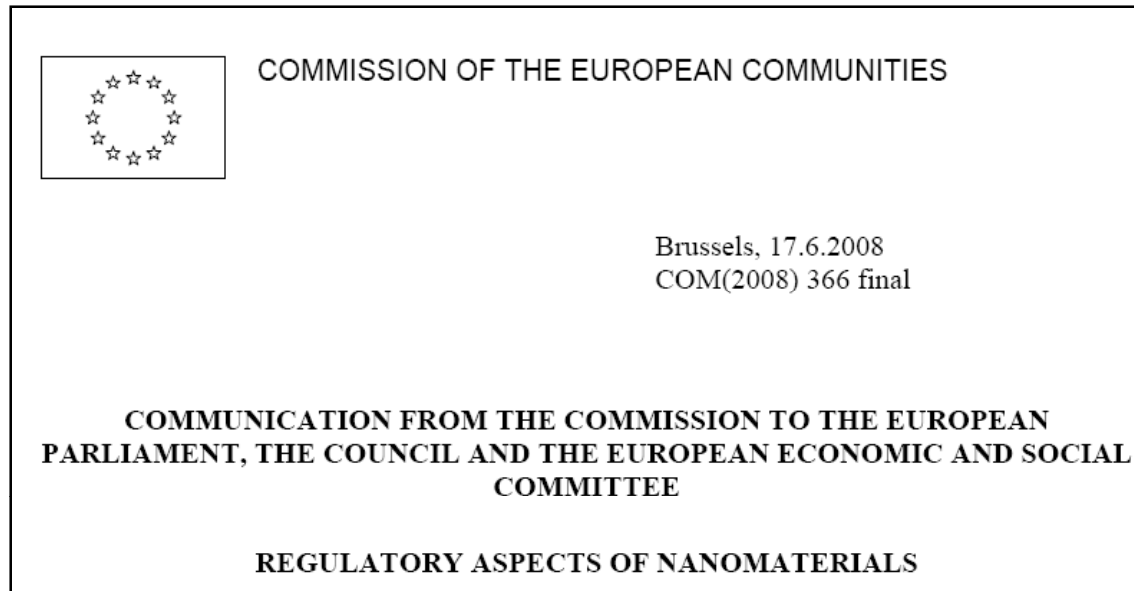 COMMISSION OF THE EUROPEAN COMMUNITIES
Brussels, 17.6.2008
COM(2008) 366 final
COMMUNICATION FROM THE COMMISSION TO THE EUROPEAN
PARLIAMENT, THE COUNCIL AND THE EUROPEAN ECONOMIC AND SOCIAL
COMMITTEE
REGULATORY ASPECTS OF NANOMATERIALS